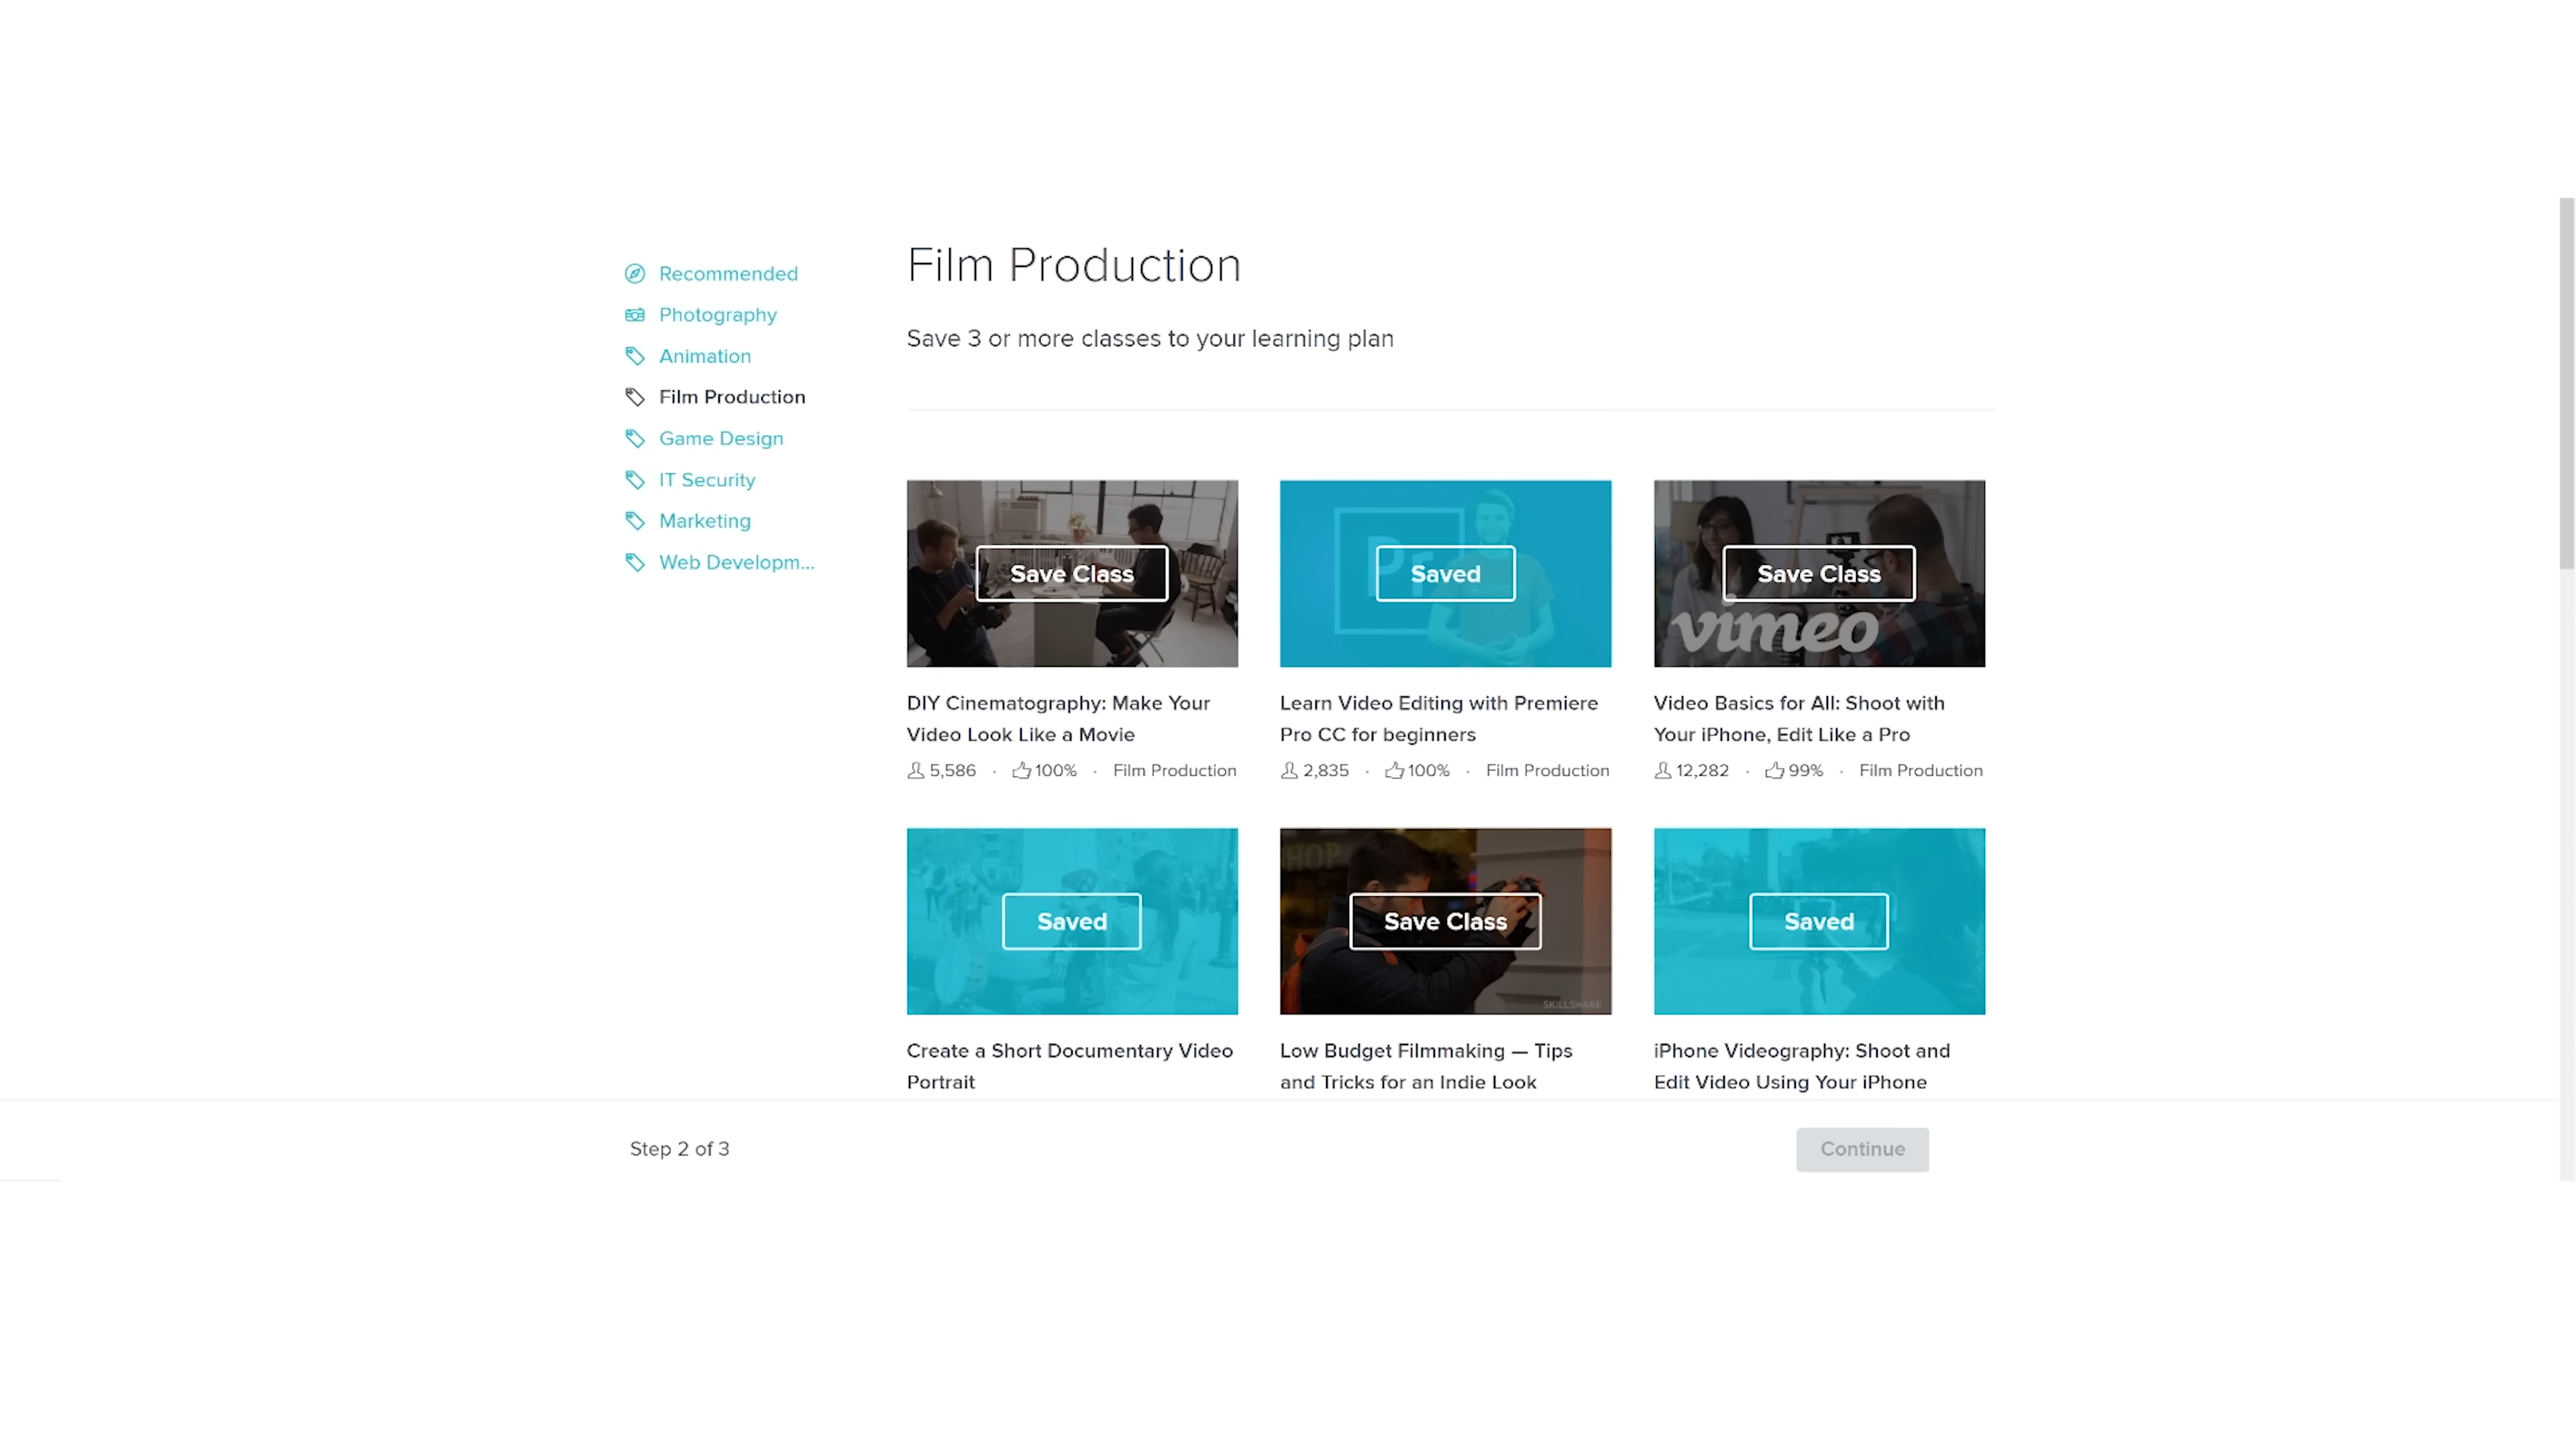 Film Production
Save 3 or more classes to your learning plan
Recommended
Photography
Animation
Film Production
Game Design
IT Security
Marketing
Web Developm...
Save Class
Pr
Saved
Save Class
vimeo
DIY Cinematography: Make Your
Video Look Like a Movie
5,586 · 100% · Film Production
Learn Video Editing with Premiere
Pro CC for beginners
2,835 · 100% · Film Production
Video Basics for All: Shoot with
Your iPhone, Edit Like a Pro
12,282 · 99% · Film Production
Saved
HOP
Save Class
SKILLSHARE
Saved
Create a Short Documentary Video
Portrait
Low Budget Filmmaking — Tips
and Tricks for an Indie Look
iPhone Videography: Shoot and
Edit Video Using Your iPhone
Step 2 of 3
Continue